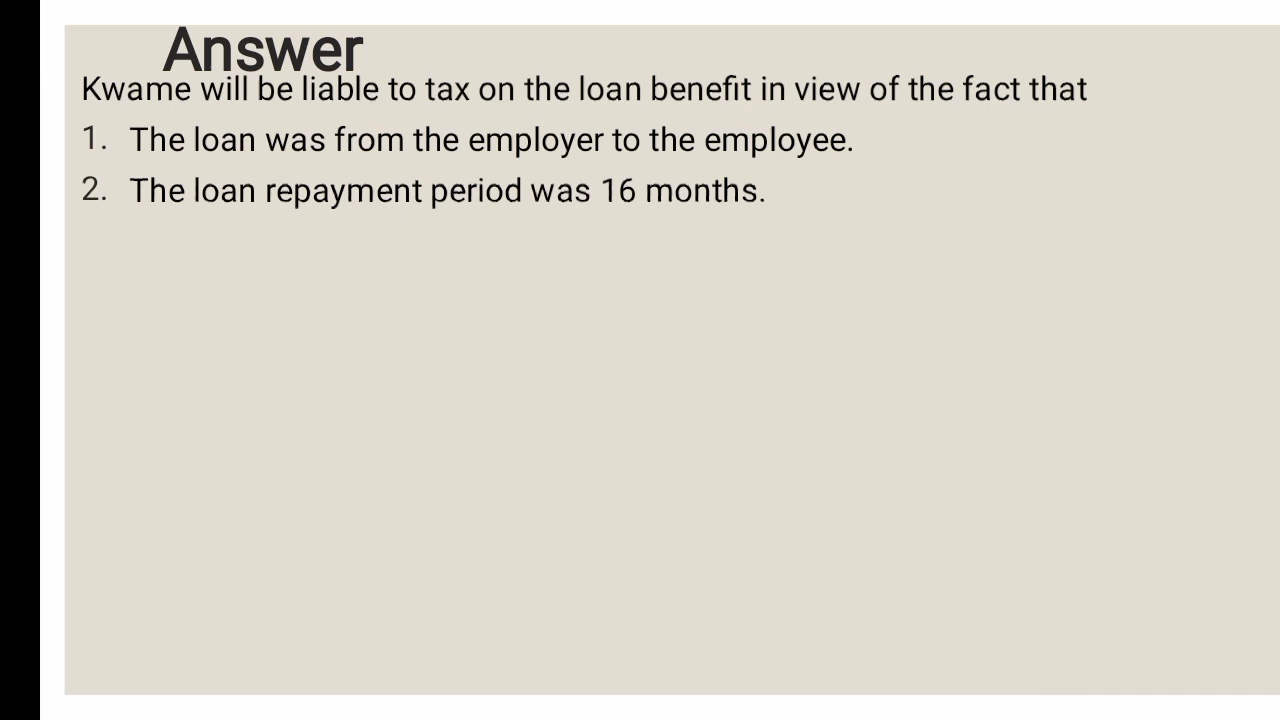 Answer
Kwame will be liable to tax on the loan benefit in view of the fact that
1. The loan was from the employer to the employee.
2. The loan repayment period was 16 months.